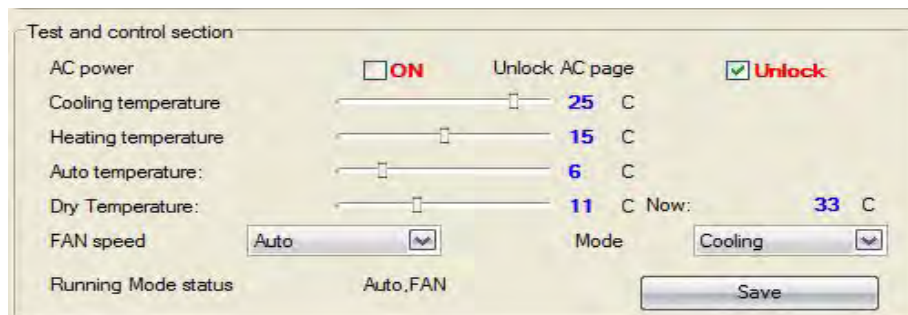 Test and control section
AC power ON Unlock AC page Unlock
Cooling temperature 25 C
Heating temperature 15 C
Auto temperature: 6 C
Dry Temperature: 11 C Now: 33 C
FAN speed Auto Mode Cooling
Running Mode status Auto,FAN Save